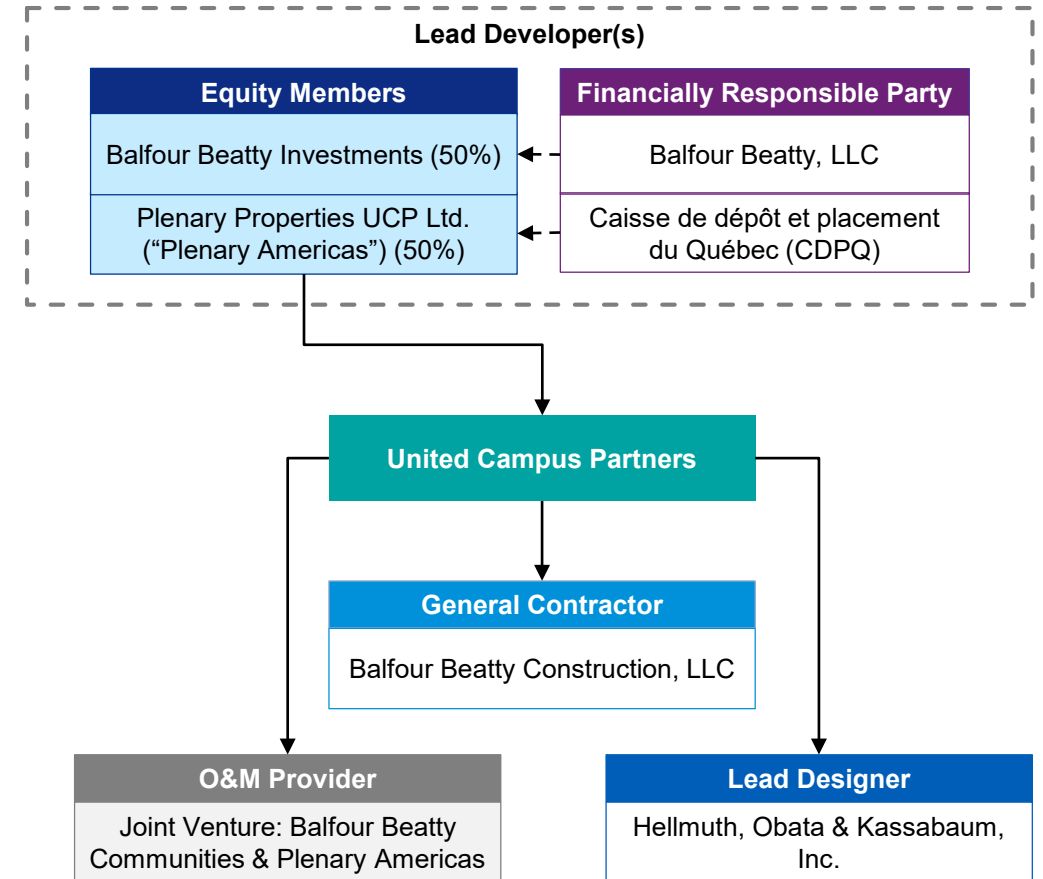 Lead Developer(s)
Equity Members
Balfour Beatty Investments (50%)
Plenary Properties UCP Ltd.
(“Plenary Americas”) (50%)
Financially Responsible Party
Balfour Beatty, LLC
Caisse de dépôt et placement
du Québec (CDPQ)
United Campus Partners
General Contractor
Balfour Beatty Construction, LLC
O&M Provider
Joint Venture: Balfour Beatty
Communities & Plenary Americas
Lead Designer
Hellmuth, Obata & Kassabaum,
Inc.